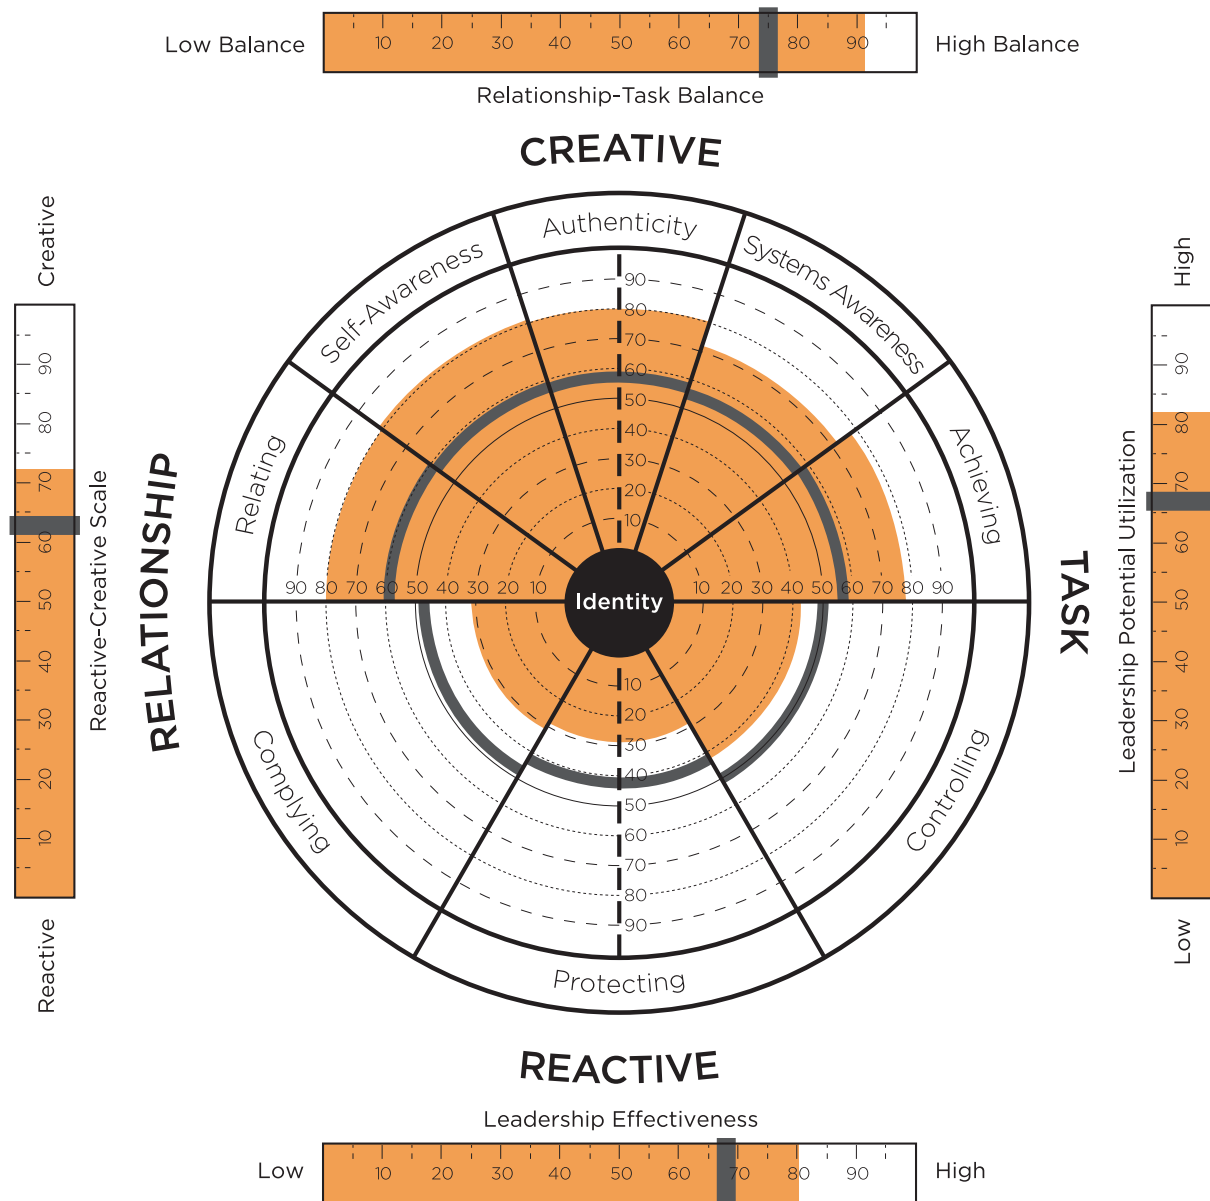 Low Balance
10 20 30 40 50 60 70 80 90
High Balance
Relationship-Task Balance
CREATIVE
Creative
90
80
70
60
50
40
30
20
10
Reactive
Reactive-Creative Scale
RELATIONSHIP
Authenticity
Self-Awareness
Systems Awareness
Relating
Achieving
90
80
70
60
50
40
30
20
10
90 80 70 60 50 40 30 20 10
Identity
10 20 30 40 50 60 70 80 90
10
20
30
40
50
60
70
80
90
Complying
Controlling
Protecting
TASK
Leadership Potential Utilization
High
90
80
70
60
50
40
30
20
10
Low
REACTIVE
Leadership Effectiveness
Low
10 20 30 40 50 60 70 80 90
High